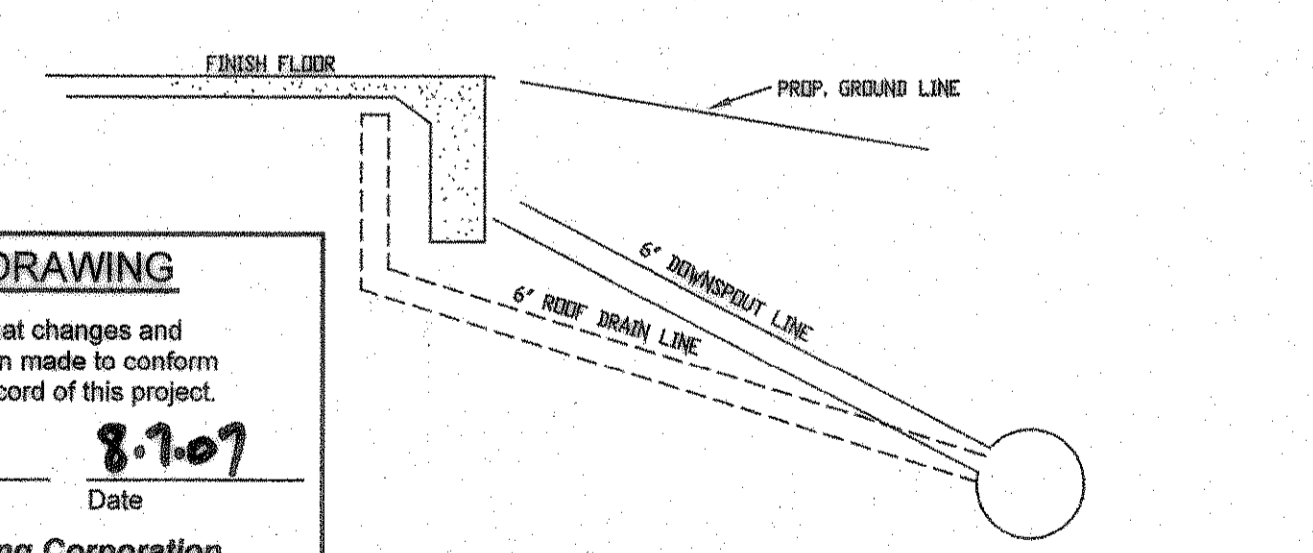 FINISH FLOOR
PROP. GROUND LINE
6" DOWNSPOUT LINE
6" ROOF DRAIN LINE
DRAWING
at changes and
n made to conform
cord of this project.
8.7.07
Date
ng Corporation